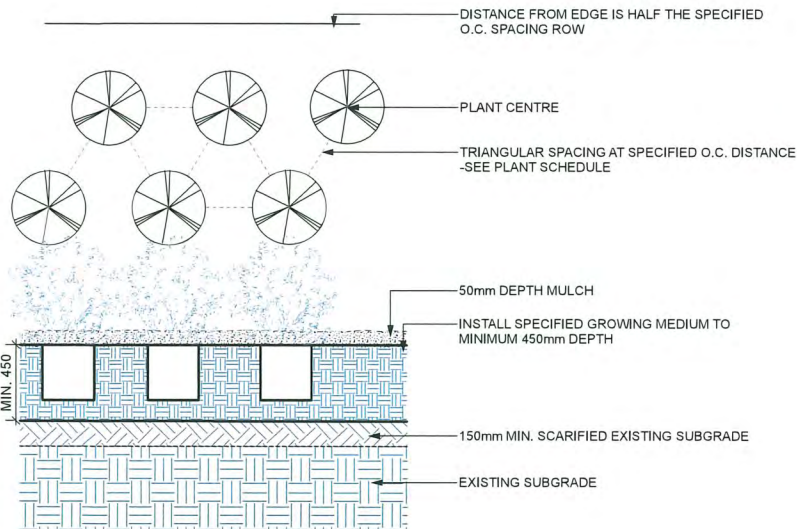 DISTANCE FROM EDGE IS HALF THE SPECIFIED
O.C. SPACING ROW
PLANT CENTRE
TRIANGULAR SPACING AT SPECIFIED O.C. DISTANCE
-SEE PLANT SCHEDULE
50mm DEPTH MULCH
INSTALL SPECIFIED GROWING MEDIUM TO
MINIMUM 450mm DEPTH
MIN. 450
150mm MIN. SCARIFIED EXISTING SUBGRADE
EXISTING SUBGRADE